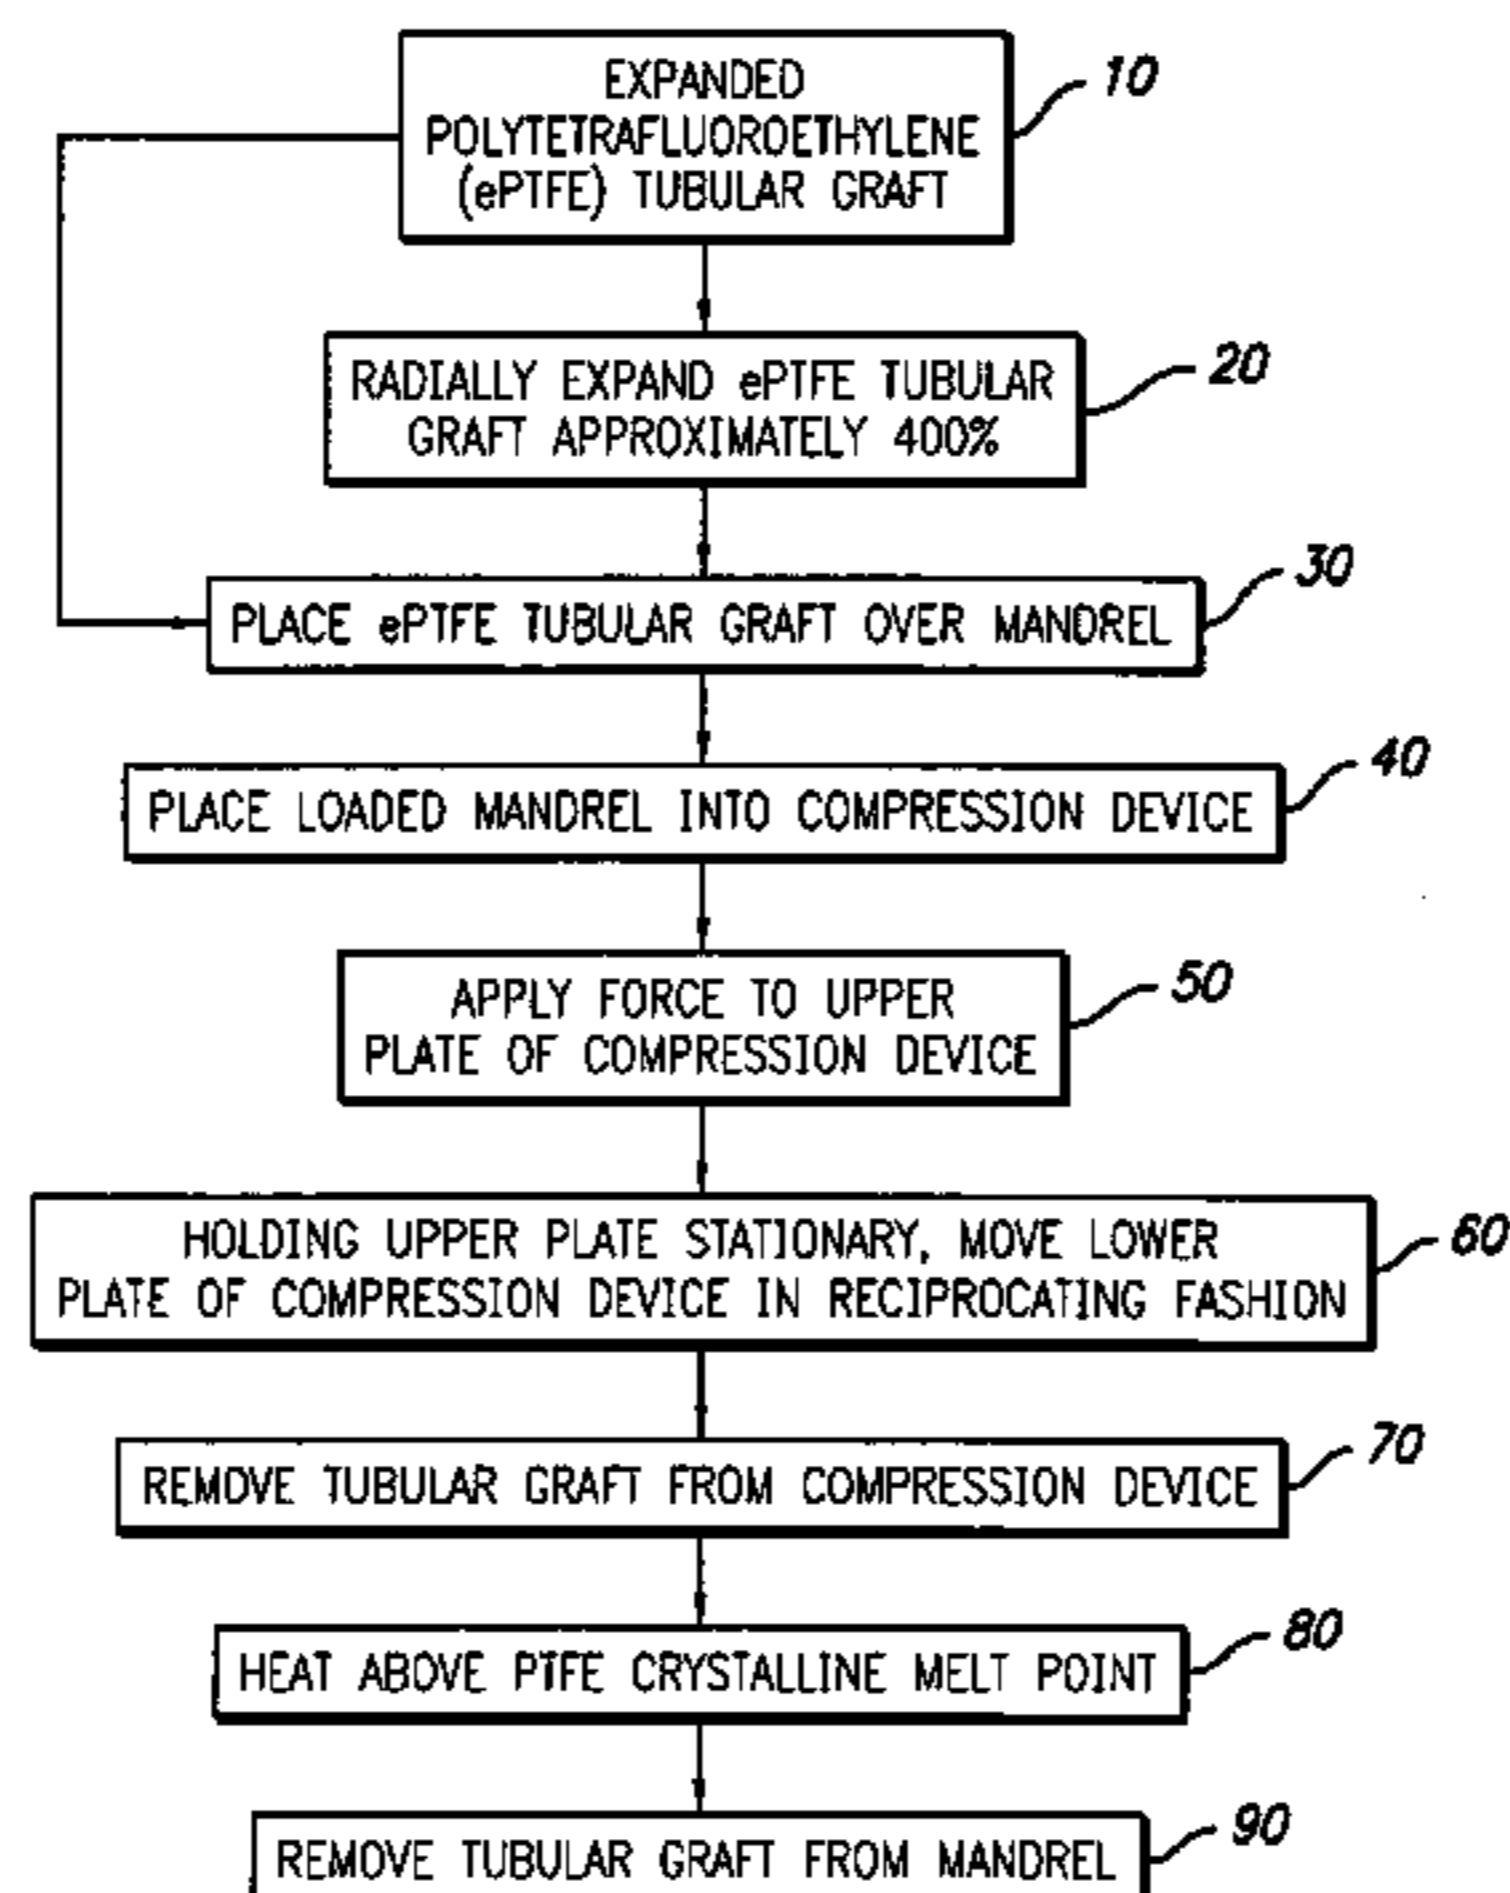 EXPANDED
POLYTETRAFLUOROETHYLENE
(ePTFE) TUBULAR GRAFT
10
RADIALLY EXPAND ePTFE TUBULAR
GRAFT APPROXIMATELY 400%
20
PLACE ePTFE TUBULAR GRAFT OVER MANDREL
30
PLACE LOADED MANDREL INTO COMPRESSION DEVICE
40
APPLY FORCE TO UPPER
PLATE OF COMPRESSION DEVICE
50
HOLDING UPPER PLATE STATIONARY, MOVE LOWER
PLATE OF COMPRESSION DEVICE IN RECIPROCATING FASHION
60
REMOVE TUBULAR GRAFT FROM COMPRESSION DEVICE
70
HEAT ABOVE PTFE CRYSTALLINE MELT POINT
80
REMOVE TUBULAR GRAFT FROM MANDREL
90